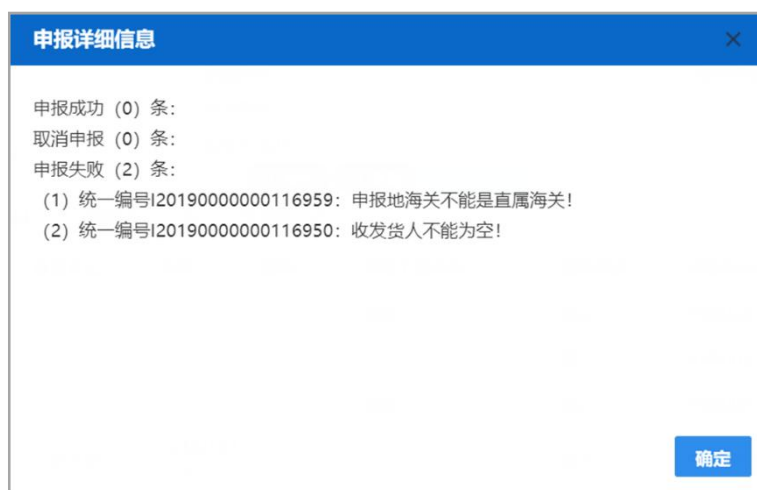 申报详细信息
申报成功（0）条：
取消申报（0）条：
申报失败（2）条：
（1）统一编号I20190000000116959：申报地海关不能是直属海关！
（2）统一编号I20190000000116950：收发货人不能为空！
确定